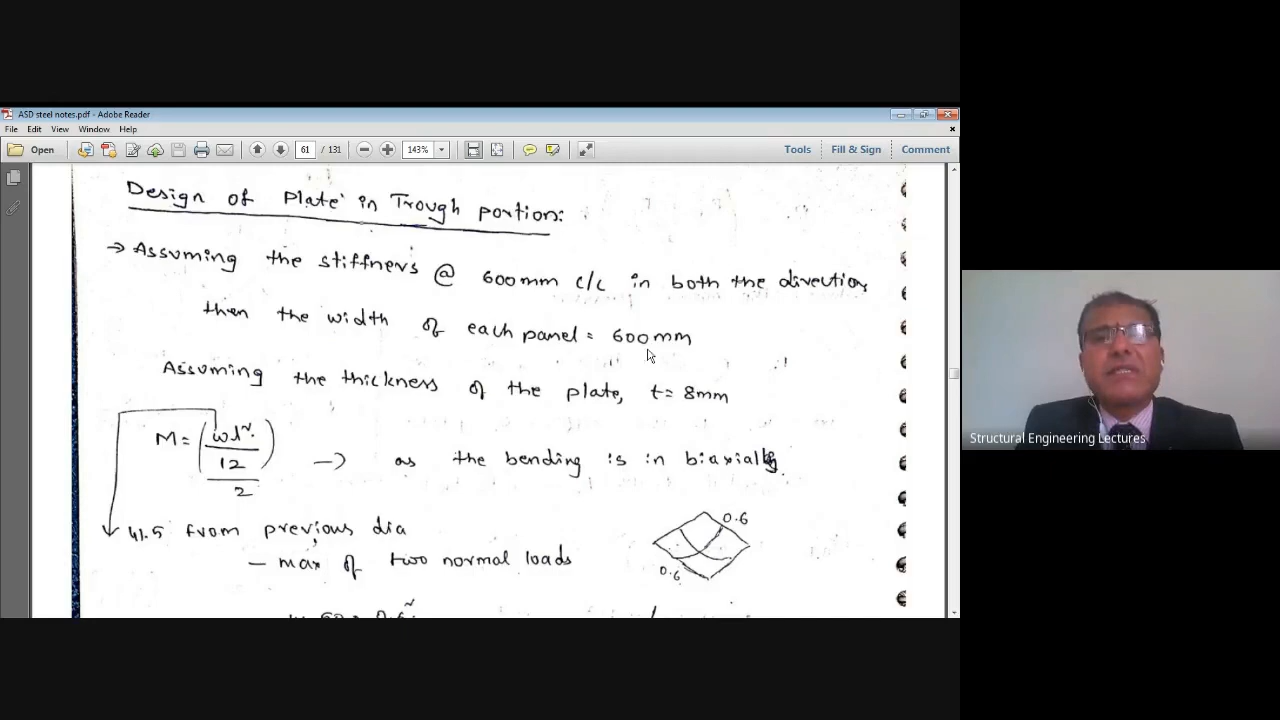 ASD steel notes.pdf - Adobe Reader
File Edit View Window Help
Open 61 / 131 143% Tools Fill & Sign Comment
Design of Plate in Trough portion:
→ Assuming the stiffners @ 600mm c/c in both the direction
then the width of each panel = 600mm
Assuming the thickness of the plate, t = 8mm
M = (wl²/12)/2 → as the bending is in biaxially
41.5 from previous dia
- max of two normal loads
0.6
0.6
Structural Engineering Lectures